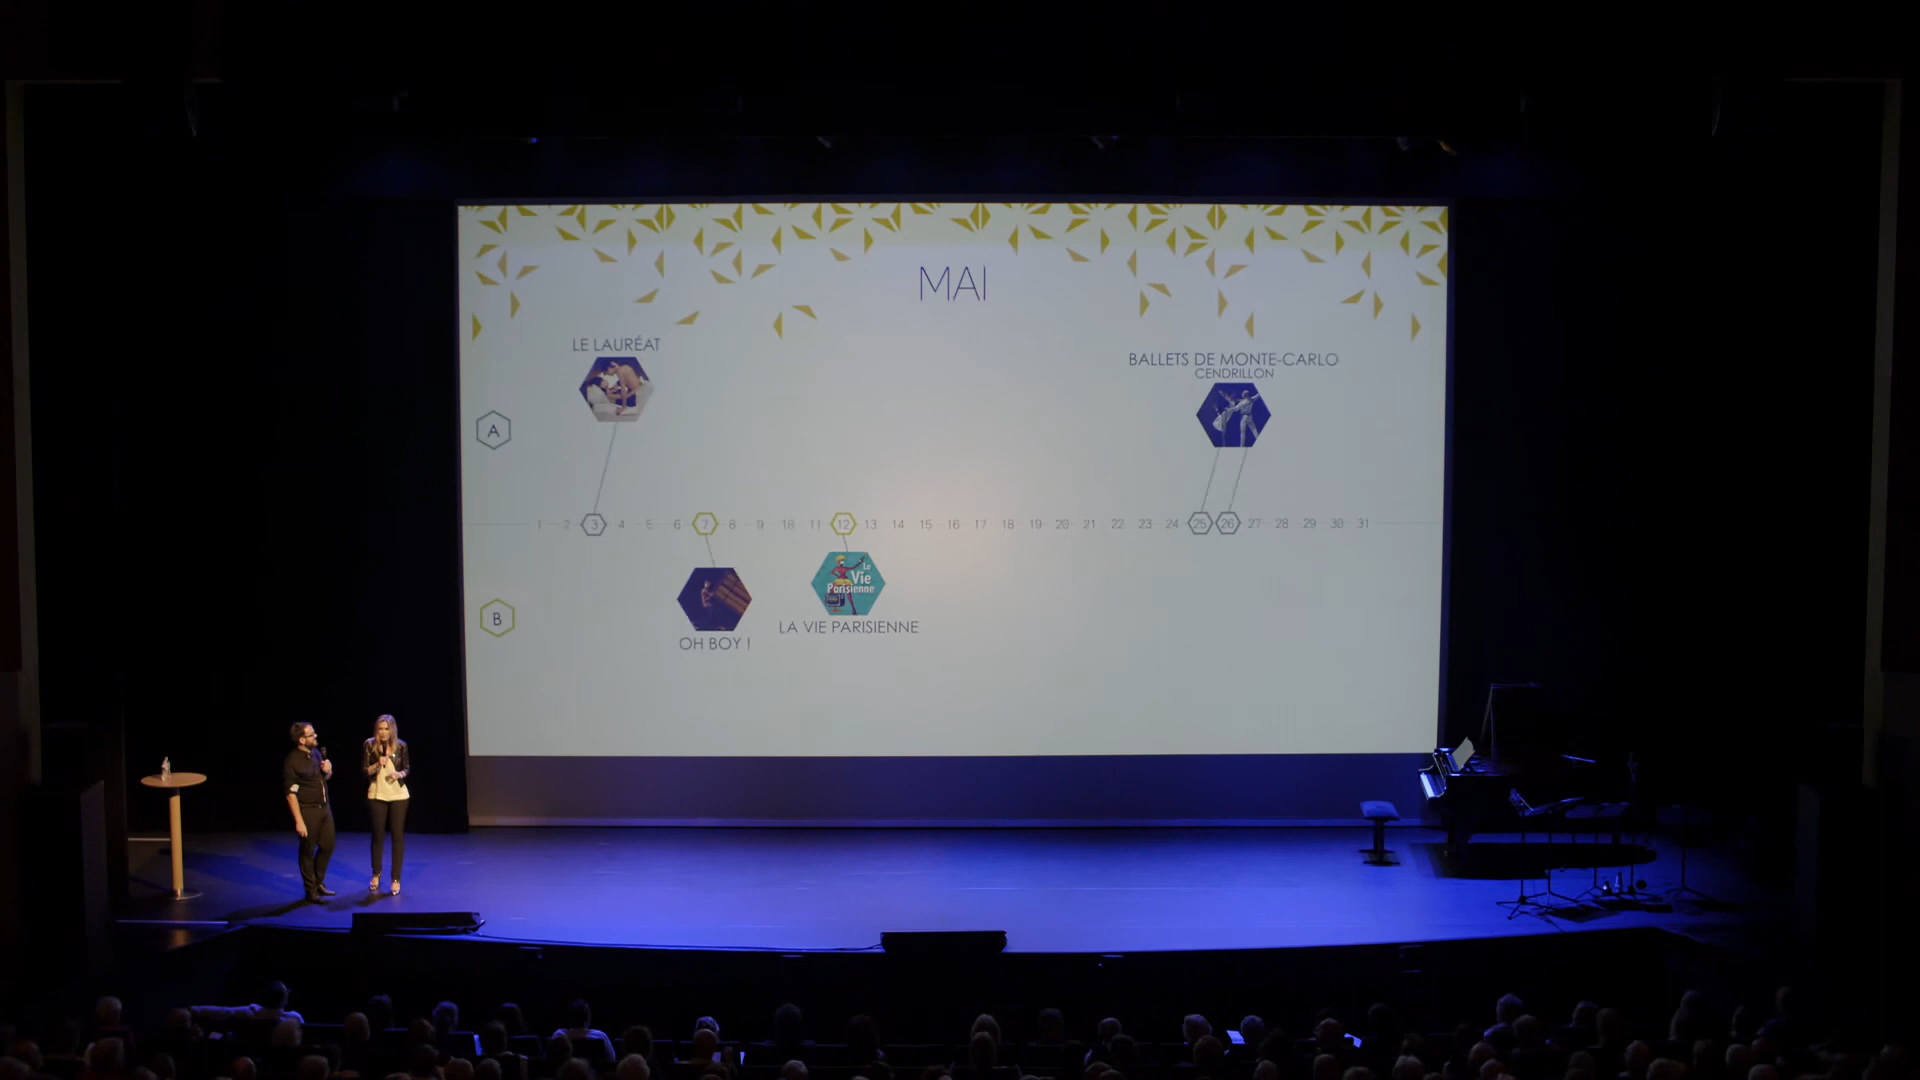 MAI
LE LAURÉAT
BALLETS DE MONTE-CARLO
CENDRILLON
A
1 2 3 4 5 6 7 8 9 10 11 12 13 14 15 16 17 18 19 20 21 22 23 24 25 26 27 28 29 30 31
La
Vie
Parisienne
B
LA VIE PARISIENNE
OH BOY !